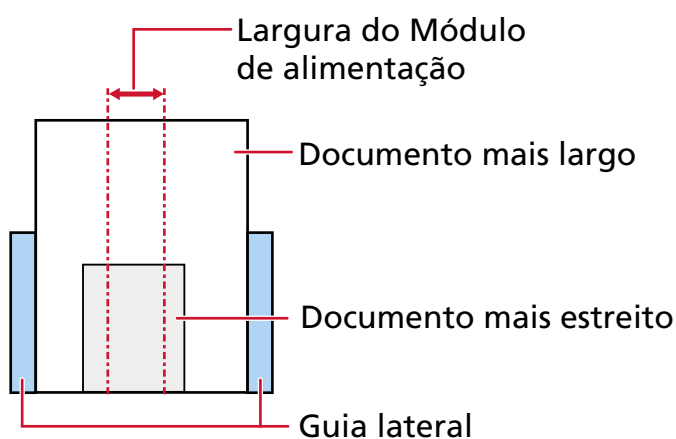 Largura do Módulo
de alimentação
Documento mais largo
Documento mais estreito
Guia lateral